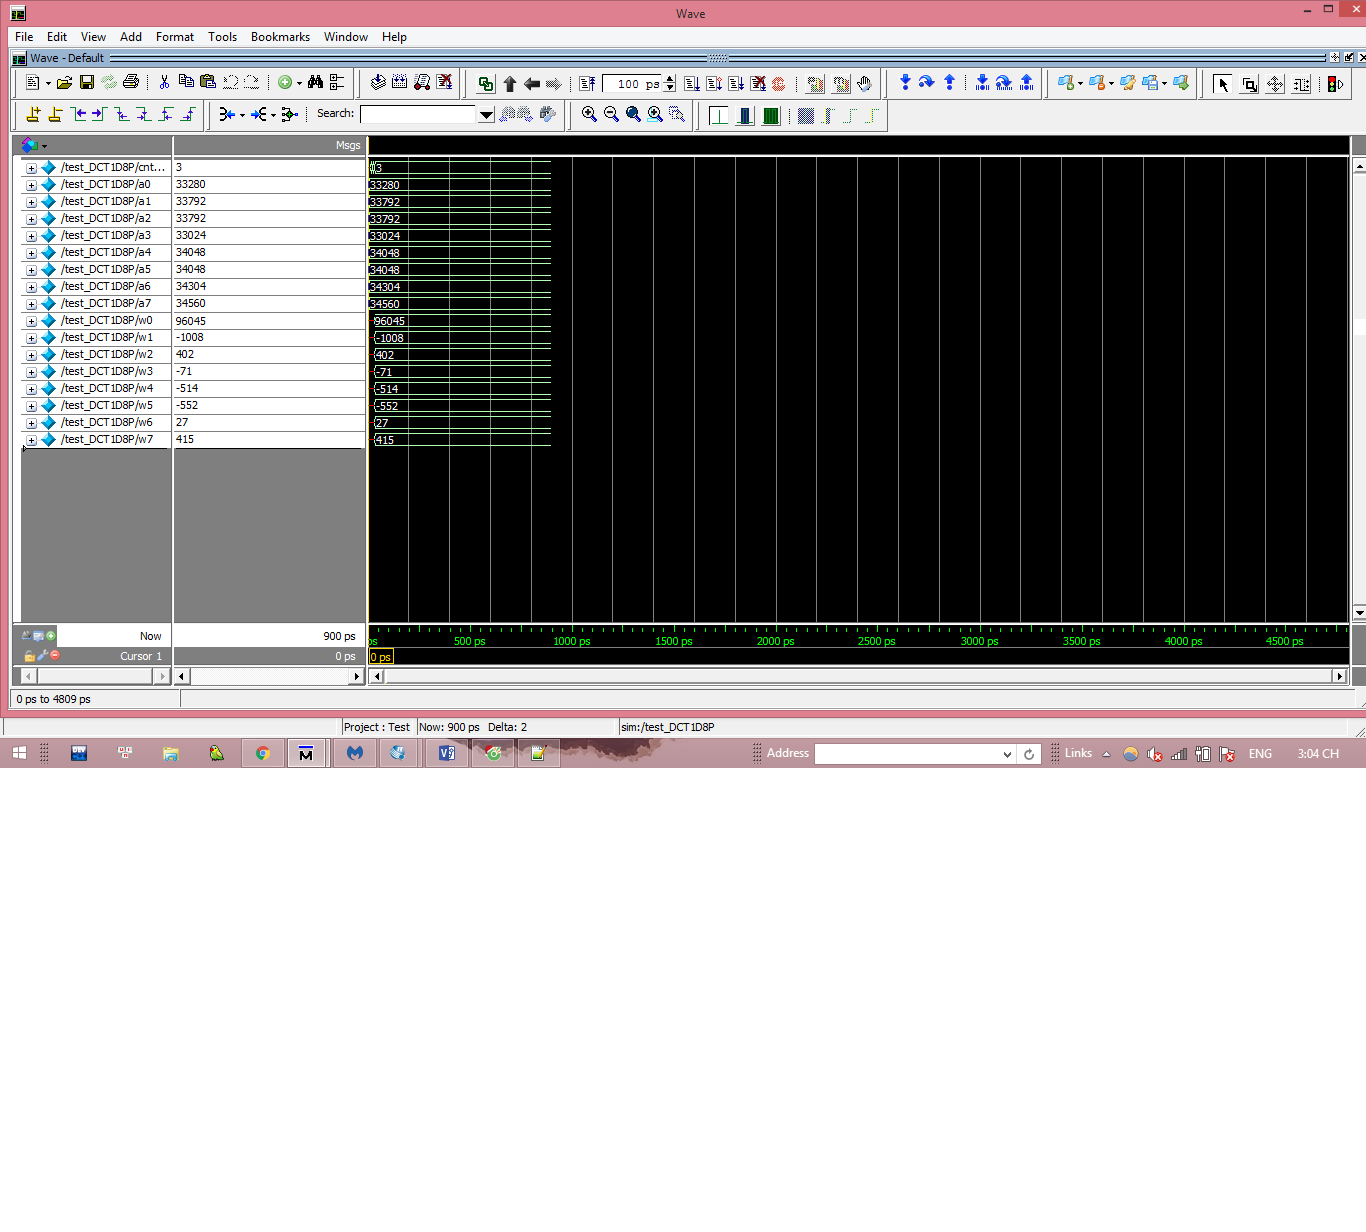 Wave
File Edit View Add Format Tools Bookmarks Window Help
Wave - Default
100 ps
Search:
Msgs
/test_DCT1D8P/cnt... 3 3
/test_DCT1D8P/a0 33280 33280
/test_DCT1D8P/a1 33792 33792
/test_DCT1D8P/a2 33792 33792
/test_DCT1D8P/a3 33024 33024
/test_DCT1D8P/a4 34048 34048
/test_DCT1D8P/a5 34048 34048
/test_DCT1D8P/a6 34304 34304
/test_DCT1D8P/a7 34560 34560
/test_DCT1D8P/w0 96045 96045
/test_DCT1D8P/w1 -1008 -1008
/test_DCT1D8P/w2 402 402
/test_DCT1D8P/w3 -71 -71
/test_DCT1D8P/w4 -514 -514
/test_DCT1D8P/w5 -552 -552
/test_DCT1D8P/w6 27 27
/test_DCT1D8P/w7 415 415
Now 900 ps ps 500 ps 1000 ps 1500 ps 2000 ps 2500 ps 3000 ps 3500 ps 4000 ps 4500 ps
Cursor 1 0 ps 0 ps
0 ps to 4809 ps
Project : Test Now: 900 ps Delta: 2 sim:/test_DCT1D8P
Address Links ENG 3:04 CH